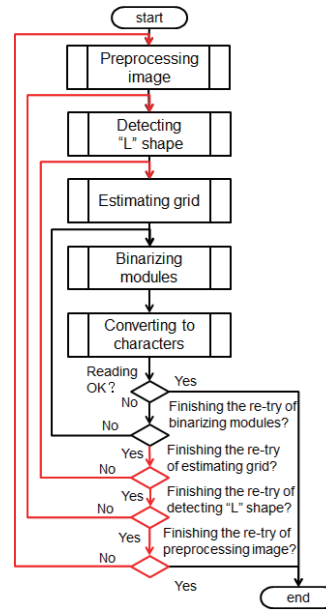 start
Preprocessing
image
Detecting
“L” shape
Estimating grid
Binarizing
modules
Converting to
characters
Reading
OK?
Yes
No
Finishing the re-try of
binarizing modules?
No
Yes
Finishing the re-try
of estimating grid?
No
Yes
Finishing the re-try of
detecting “L” shape?
No
Yes
Finishing the re-try of
preprocessing image?
No
Yes
end